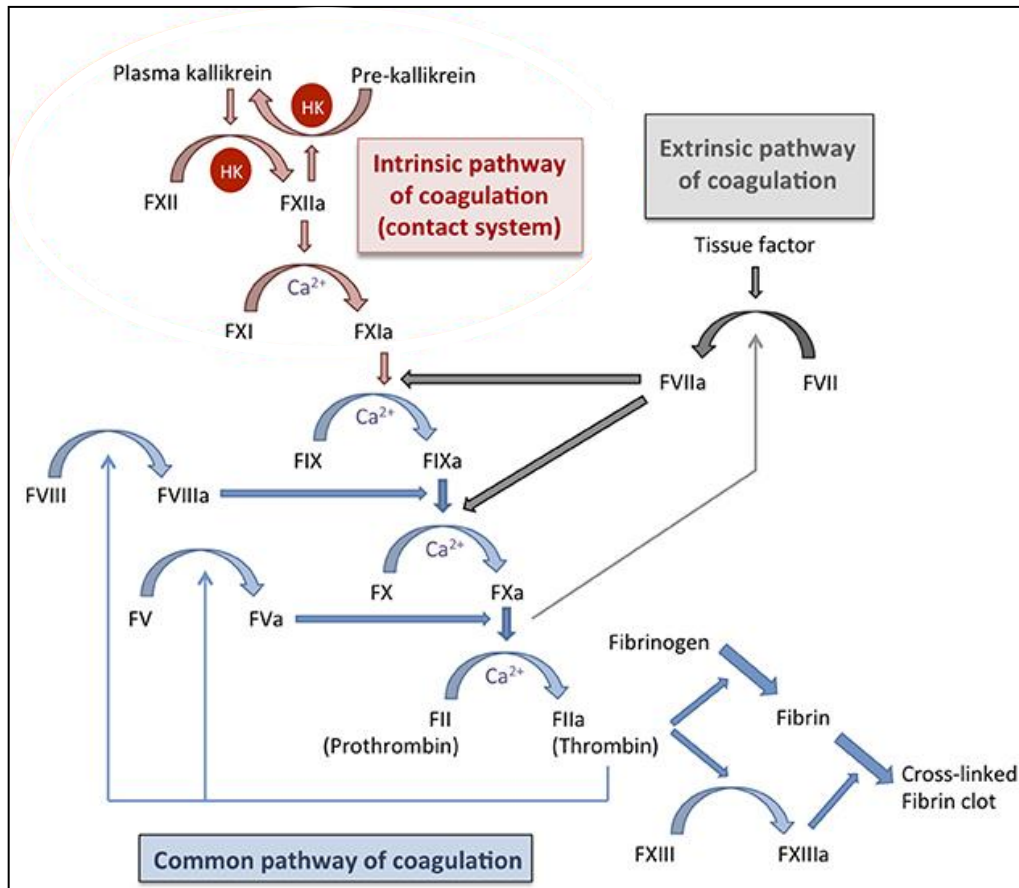 Plasma kallikrein
Pre-kallikrein
HK
HK
FXII
FXIIa
Intrinsic pathway
of coagulation
(contact system)
Extrinsic pathway
of coagulation
Tissue factor
Ca²⁺
FXI
FXIa
FVIIa
FVII
Ca²⁺
FIX
FIXa
FVIII
FVIIIa
Ca²⁺
FX
FXa
FV
FVa
Ca²⁺
FII
(Prothrombin)
FIIa
(Thrombin)
Fibrinogen
Fibrin
Cross-linked
Fibrin clot
FXIII
FXIIIa
Common pathway of coagulation